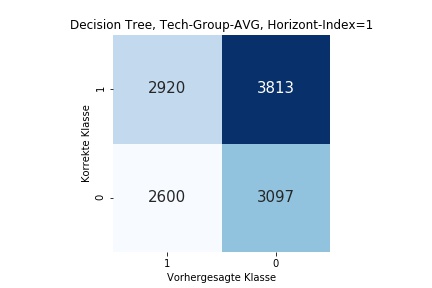 Decision Tree, Tech-Group-AVG, Horizont-Index=1
Korrekte Klasse
1
2920
3813
0
2600
3097
1
0
Vorhergesagte Klasse